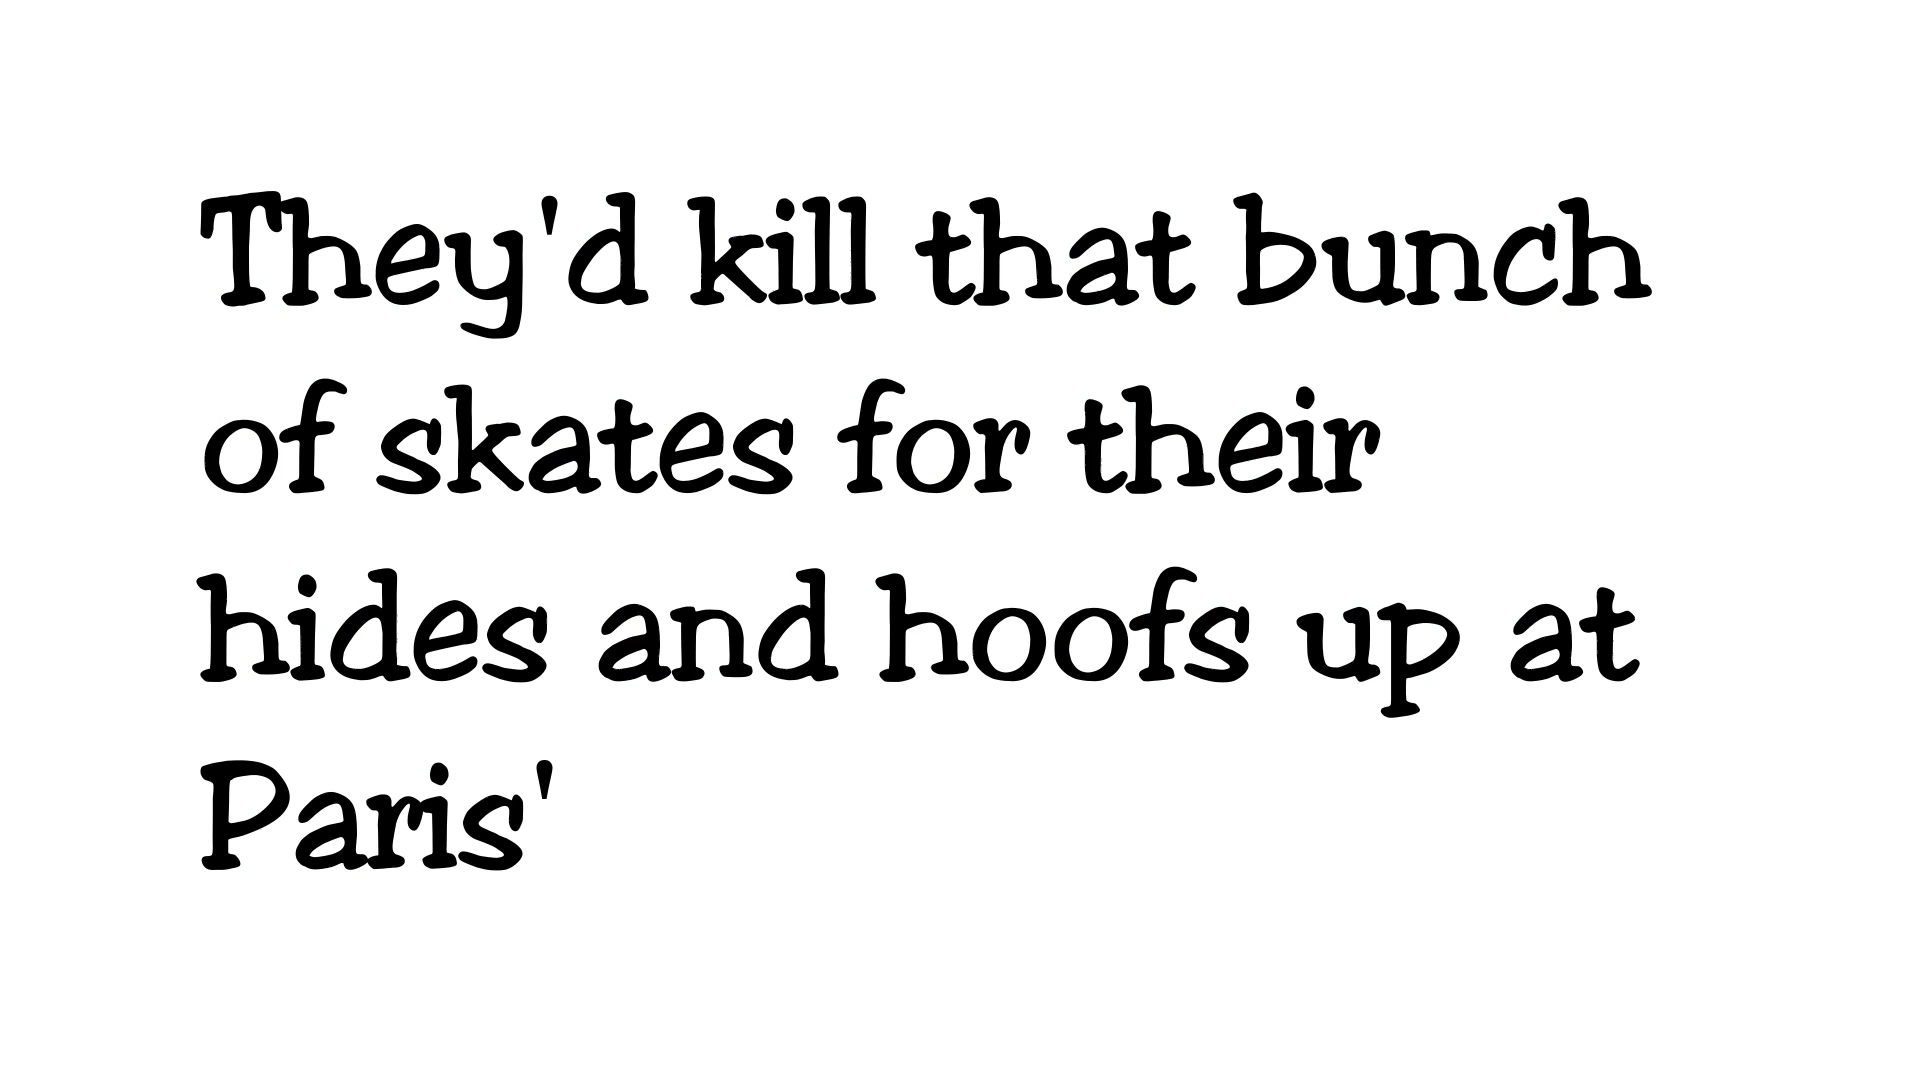 They'd kill that bunch
of skates for their
hides and hoofs up at
Paris'